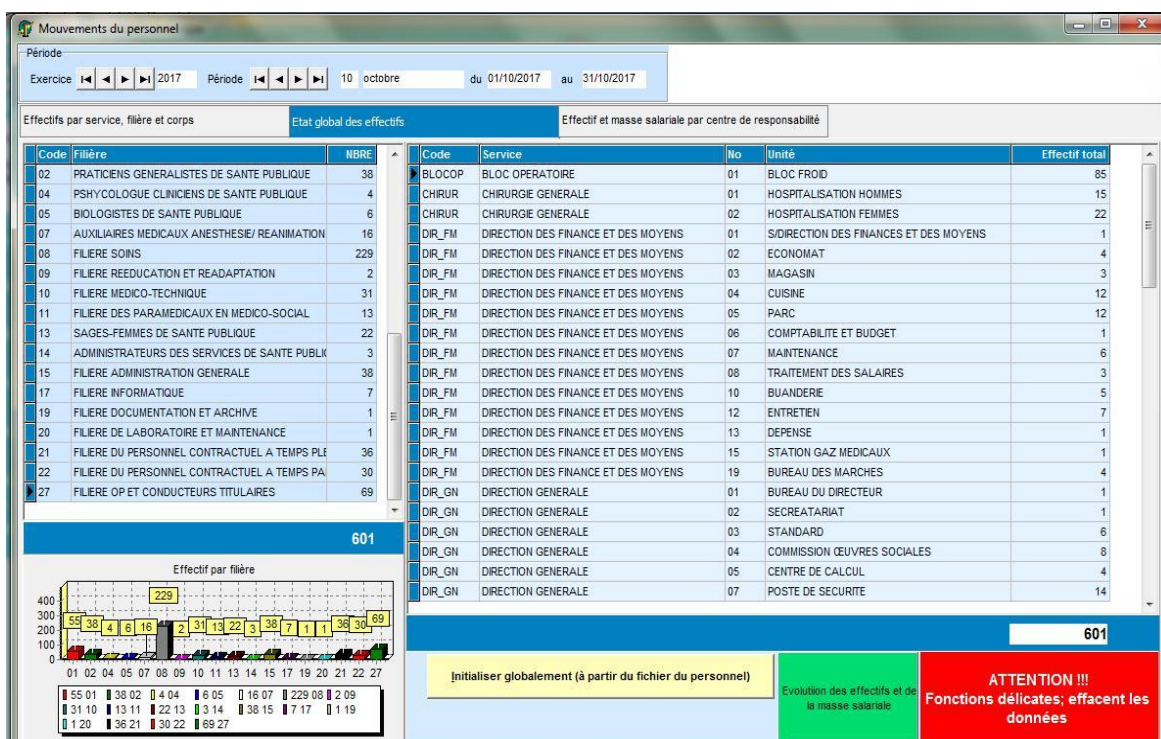 Mouvements du personnel
Période
Exercice 2017 Période 10 octobre du 01/10/2017 au 31/10/2017
Effectifs par service, filière et corps Etat global des effectifs Effectif et masse salariale par centre de responsabilité
Code Filière NBRE
02 PRATICIENS GENERALISTES DE SANTE PUBLIQUE 38
04 PSHYCOLOGUE CLINICIENS DE SANTE PUBLIQUE 4
05 BIOLOGISTES DE SANTE PUBLIQUE 6
07 AUXILIAIRES MEDICAUX ANESTHESIE/ REANIMATION 16
08 FILIERE SOINS 229
09 FILIERE REEDUCATION ET READAPTATION 2
10 FILIERE MEDICO-TECHNIQUE 31
11 FILIERE DES PARAMEDICAUX EN MEDICO-SOCIAL 13
13 SAGES-FEMMES DE SANTE PUBLIQUE 22
14 ADMINISTRATEURS DES SERVICES DE SANTE PUBLI 3
15 FILIERE ADMINISTRATION GENERALE 38
17 FILIERE INFORMATIQUE 7
19 FILIERE DOCUMENTATION ET ARCHIVE 1
20 FILIERE DE LABORATOIRE ET MAINTENANCE 1
21 FILIERE DU PERSONNEL CONTRACTUEL A TEMPS PLE 36
22 FILIERE DU PERSONNEL CONTRACTUEL A TEMPS PA 30
27 FILIERE OP ET CONDUCTEURS TITULAIRES 69
601
Code Service No Unité Effectif total
BLOCOP BLOC OPERATOIRE 01 BLOC FROID 85
CHIRUR CHIRURGIE GENERALE 01 HOSPITALISATION HOMMES 15
CHIRUR CHIRURGIE GENERALE 02 HOSPITALISATION FEMMES 22
DIR_FM DIRECTION DES FINANCE ET DES MOYENS 01 S/DIRECTION DES FINANCES ET DES MOYENS 1
DIR_FM DIRECTION DES FINANCE ET DES MOYENS 02 ECONOMAT 4
DIR_FM DIRECTION DES FINANCE ET DES MOYENS 03 MAGASIN 3
DIR_FM DIRECTION DES FINANCE ET DES MOYENS 04 CUISINE 12
DIR_FM DIRECTION DES FINANCE ET DES MOYENS 05 PARC 12
DIR_FM DIRECTION DES FINANCE ET DES MOYENS 06 COMPTABILITE ET BUDGET 1
DIR_FM DIRECTION DES FINANCE ET DES MOYENS 07 MAINTENANCE 6
DIR_FM DIRECTION DES FINANCE ET DES MOYENS 08 TRAITEMENT DES SALAIRES 3
DIR_FM DIRECTION DES FINANCE ET DES MOYENS 10 BUANDERIE 5
DIR_FM DIRECTION DES FINANCE ET DES MOYENS 12 ENTRETIEN 7
DIR_FM DIRECTION DES FINANCE ET DES MOYENS 13 DEPENSE 1
DIR_FM DIRECTION DES FINANCE ET DES MOYENS 15 STATION GAZ MEDICAUX 1
DIR_FM DIRECTION DES FINANCE ET DES MOYENS 19 BUREAU DES MARCHES 4
DIR_GN DIRECTION GENERALE 01 BUREAU DU DIRECTEUR 1
DIR_GN DIRECTION GENERALE 02 SECREATARIAT 1
DIR_GN DIRECTION GENERALE 03 STANDARD 6
DIR_GN DIRECTION GENERALE 04 COMMISSION ŒUVRES SOCIALES 8
DIR_GN DIRECTION GENERALE 05 CENTRE DE CALCUL 4
DIR_GN DIRECTION GENERALE 07 POSTE DE SECURITE 14
601
Effectif par filière
400
300
200
100
0
55 38 4 6 16 229 2 31 13 22 3 38 7 1 1 36 30 69
01 02 04 05 07 08 09 10 11 13 14 15 17 19 20 21 22 27
55 01 38 02 4 04 6 05 16 07 229 08 2 09
31 10 13 11 22 13 3 14 38 15 7 17 1 19
1 20 36 21 30 22 69 27
Initialiser globalement (à partir du fichier du personnel)
Evolutiion des effectifs et de
la masse salariale
ATTENTION !!!
Fonctions délicates; effacent les
données